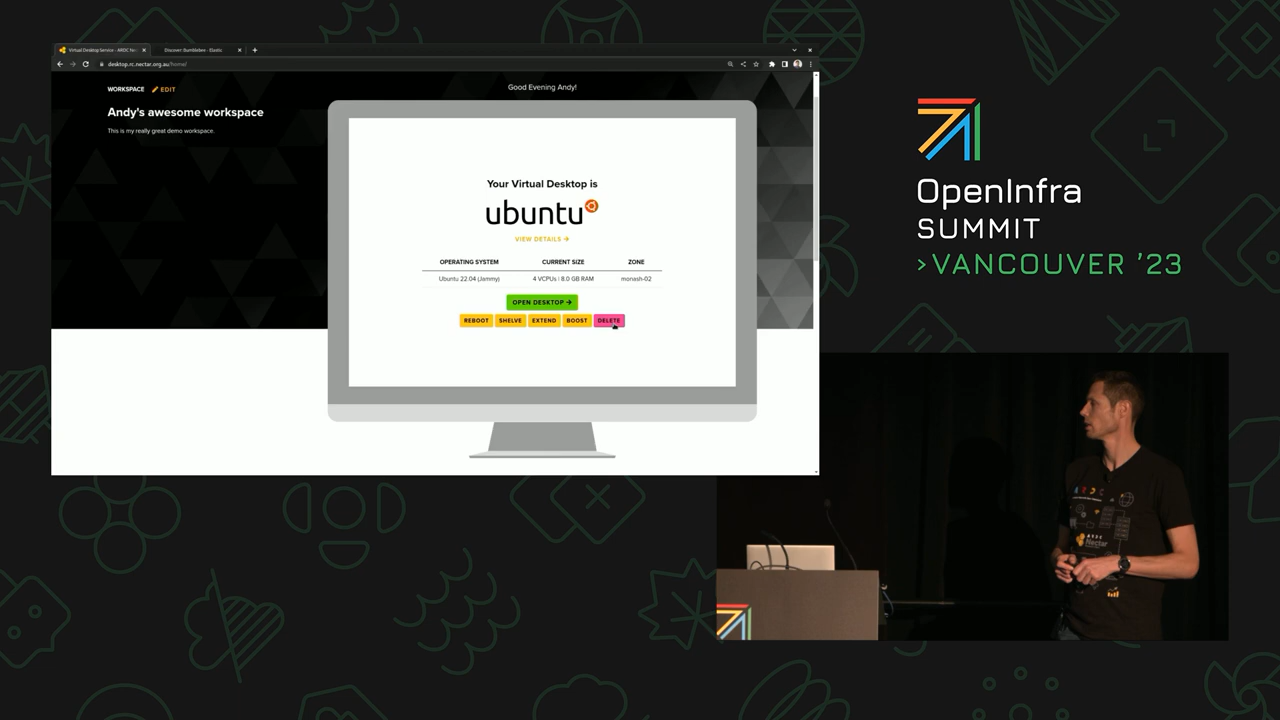 Virtual Desktop Service - ARDC Ne
Discover Bumblebee - Elastic
desktop.rc.nectar.org.au/home/
WORKSPACE EDIT
Good Evening Andy!
Andy's awesome workspace
This is my really great demo workspace.
Your Virtual Desktop is
ubuntu
VIEW DETAILS →
OPERATING SYSTEM CURRENT SIZE ZONE
Ubuntu 22.04 (Jammy) 4 VCPUs | 8.0 GB RAM monash-02
OPEN DESKTOP →
REBOOT SHELVE EXTEND BOOST DELETE
OpenInfra
SUMMIT
>VANCOUVER '23
ARDC
Nectar